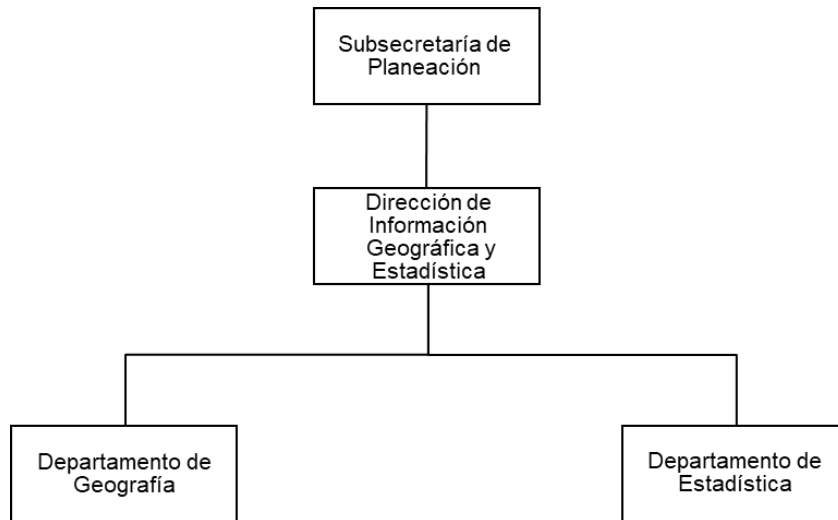 Subsecretaría de
Planeación
Dirección de
Información
Geográfica y
Estadística
Departamento de
Geografía
Departamento de
Estadística